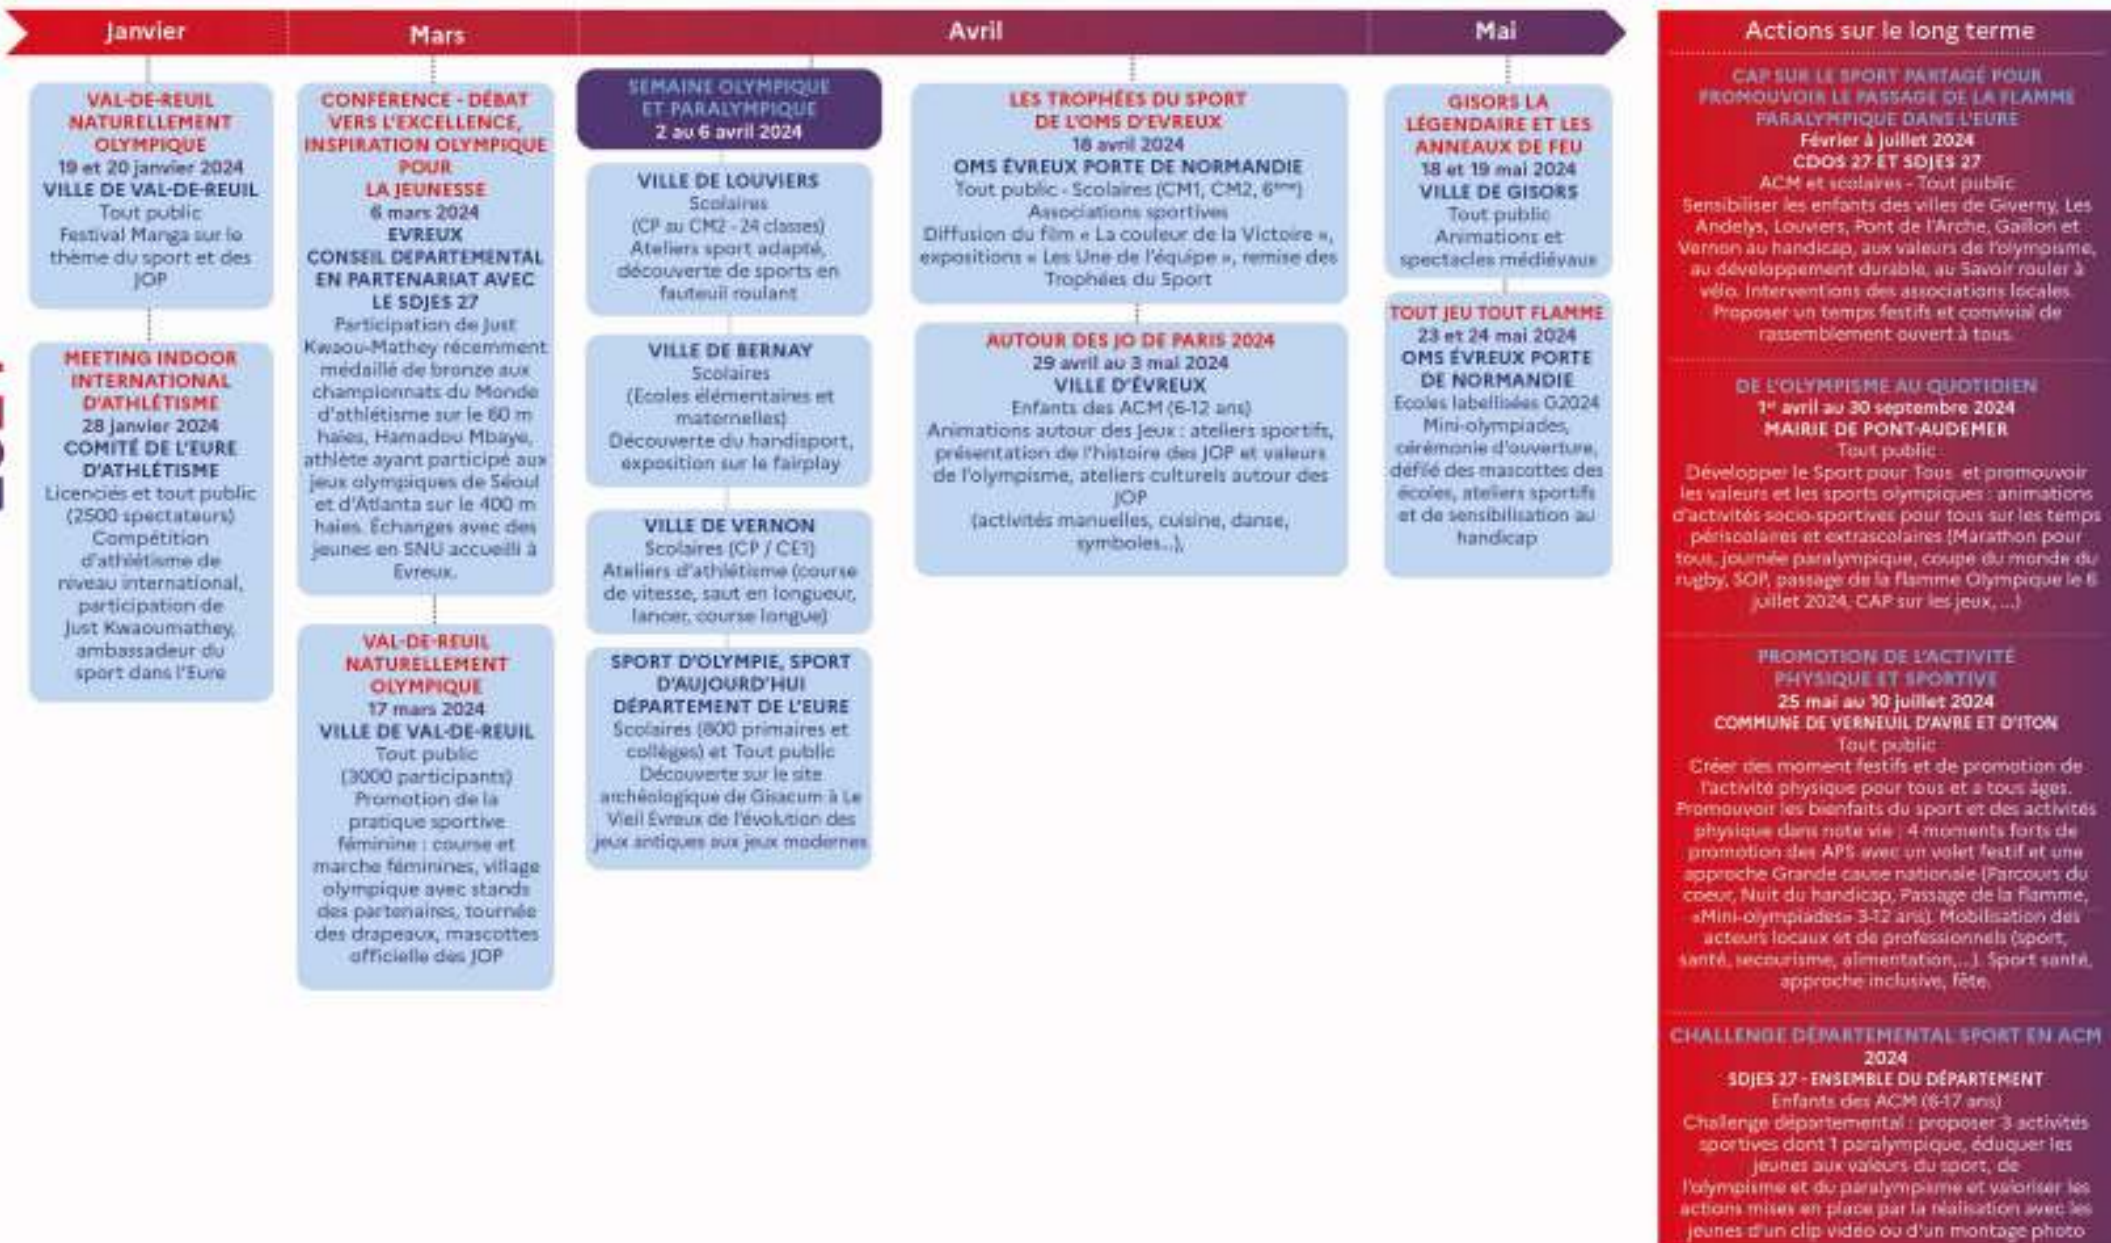 Janvier
VAL-DE-REUIL
NATURELLEMENT
OLYMPIQUE
19 et 20 janvier 2024
VILLE DE VAL-DE-REUIL
Tout public
Festival Manga sur le
thème du sport et des
JOP
MEETING INDOOR
INTERNATIONAL
D'ATHLÉTISME
28 janvier 2024
COMITÉ DE L'EURE
D'ATHLÉTISME
Licenciés et tout public
(2500 spectateurs)
Compétition
d'athlétisme de
niveau international,
participation de
Just Kwaoumathey,
ambassadeur du
sport dans l'Eure
Mars
CONFÉRENCE - DÉBAT
VERS L'EXCELLENCE,
INSPIRATION OLYMPIQUE
POUR
LA JEUNESSE
6 mars 2024
EVREUX
CONSEIL DEPARTEMENTAL
EN PARTENARIAT AVEC
LE SDJES 27
Participation de Just
Kwaou-Mathey récemment
médaillé de bronze aux
championnats du Monde
d'athlétisme sur le 60 m
haies, Hamadou Mbaye,
athlète ayant participé aux
jeux olympiques de Séoul
et d'Atlanta sur le 400 m
haies. Echanges avec des
jeunes en SNU accueilli à
Evreux.
VAL-DE-REUIL
NATURELLEMENT
OLYMPIQUE
17 mars 2024
VILLE DE VAL-DE-REUIL
Tout public
(3000 participants)
Promotion de la
pratique sportive
féminine : course et
marche féminines, village
olympique avec stands
des partenaires, tournée
des drapeaux, mascottes
officielle des JOP
Avril
SEMAINE OLYMPIQUE
ET PARALYMPIQUE
2 au 6 avril 2024
VILLE DE LOUVIERS
Scolaires
(CP au CM2 - 24 classes)
Ateliers sport adapté,
découverte de sports en
fauteuil roulant
VILLE DE BERNAY
Scolaires
(Ecoles élémentaires et
maternelles)
Découverte du handisport,
exposition sur le fairplay
VILLE DE VERNON
Scolaires (CP / CE1)
Ateliers d'athlétisme (course
de vitesse, saut en longueur,
lancer, course longue)
SPORT D'OLYMPIE, SPORT
D'AUJOURD'HUI
DÉPARTEMENT DE L'EURE
Scolaires (800 primaires et
collèges) et Tout public
Découverte sur le site
archéologique de Gisacum à Le
Vieil Evreux de l'évolution des
jeux antiques aux jeux modernes
LES TROPHÉES DU SPORT
DE L'OMS D'EVREUX
18 avril 2024
OMS ÉVREUX PORTE DE NORMANDIE
Tout public - Scolaires (CM1, CM2, 6ème)
Associations sportives
Diffusion du film « La couleur de la Victoire »,
expositions « Les Une de l'équipe », remise des
Trophées du Sport
AUTOUR DES JO DE PARIS 2024
29 avril au 3 mai 2024
VILLE D'ÉVREUX
Enfants des ACM (6-12 ans)
Animations autour des Jeux : ateliers sportifs,
présentation de l'histoire des JOP et valeurs
de l'olympisme, ateliers culturels autour des
JOP
(activités manuelles, cuisine, danse,
symboles...),
Mai
GISORS LA
LÉGENDAIRE ET LES
ANNEAUX DE FEU
18 et 19 mai 2024
VILLE DE GISORS
Tout public
Animations et
spectacles médiévaux
TOUT JEU TOUT FLAMME
23 et 24 mai 2024
OMS ÉVREUX PORTE
DE NORMANDIE
Ecoles labellisées G2024
Mini-olympiades,
cérémonie d'ouverture,
défilé des mascottes des
écoles, ateliers sportifs
et de sensibilisation au
handicap
Actions sur le long terme
CAP SUR LE SPORT PARTAGÉ POUR
PROMOUVOIR LE PASSAGE DE LA FLAMME
PARALYMPIQUE DANS L'EURE
Février à juillet 2024
CDOS 27 ET SDJES 27
ACM et scolaires - Tout public
Sensibiliser les enfants des villes de Giverny, Les
Andelys, Louviers, Pont de l'Arche, Gaillon et
Vernon au handicap, aux valeurs de l'olympisme,
au développement durable, au Savoir rouler à
vélo. Interventions des associations locales.
Proposer un temps festifs et convivial de
rassemblement ouvert à tous.
DE L'OLYMPISME AU QUOTIDIEN
1er avril au 30 septembre 2024
MAIRIE DE PONT-AUDEMER
Tout public
Développer le Sport pour Tous et promouvoir
les valeurs et les sports olympiques : animations
d'activités socio-sportives pour tous sur les temps
périscolaires et extrascolaires (Marathon pour
tous, journée paralympique, coupe du monde du
rugby, SOP, passage de la flamme Olympique le 6
juillet 2024, CAP sur les jeux, ...)
PROMOTION DE L'ACTIVITÉ
PHYSIQUE ET SPORTIVE
25 mai au 10 juillet 2024
COMMUNE DE VERNEUIL D'AVRE ET D'ITON
Tout public
Créer des moment festifs et de promotion de
l'activité physique pour tous et a tous âges.
Promouvoir les bienfaits du sport et des activités
physique dans note vie : 4 moments forts de
promotion des APS avec un volet festif et une
approche Grande cause nationale (Parcours du
coeur, Nuit du handicap, Passage de la flamme,
«Mini-olympiades» 3-12 ans). Mobilisation des
acteurs locaux et de professionnels (sport,
santé, secourisme, alimentation,...). Sport santé,
approche inclusive, fête.
CHALLENGE DÉPARTEMENTAL SPORT EN ACM
2024
SDJES 27 - ENSEMBLE DU DÉPARTEMENT
Enfants des ACM (6-17 ans)
Challenge départemental : proposer 3 activités
sportives dont 1 paralympique, éduquer les
jeunes aux valeurs du sport, de
l'olympisme et du paralympisme et valoriser les
actions mises en place par la réalisation avec les
jeunes d'un clip vidéo ou d'un montage photo